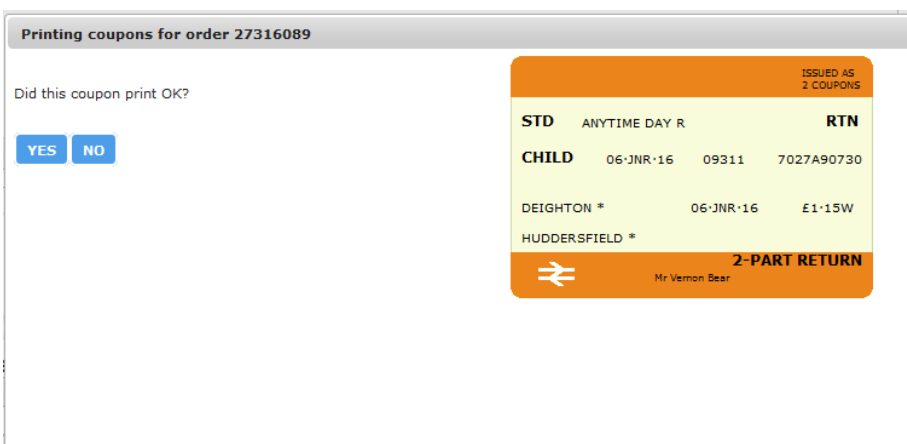 Printing coupons for order 27316089
Did this coupon print OK?
YES NO
ISSUED AS
2 COUPONS
STD ANYTIME DAY R RTN
CHILD 06·JNR·16 09311 7027A90730
DEIGHTON * 06·JNR·16 £1·15W
HUDDERSFIELD *
2-PART RETURN
Mr Vernon Bear